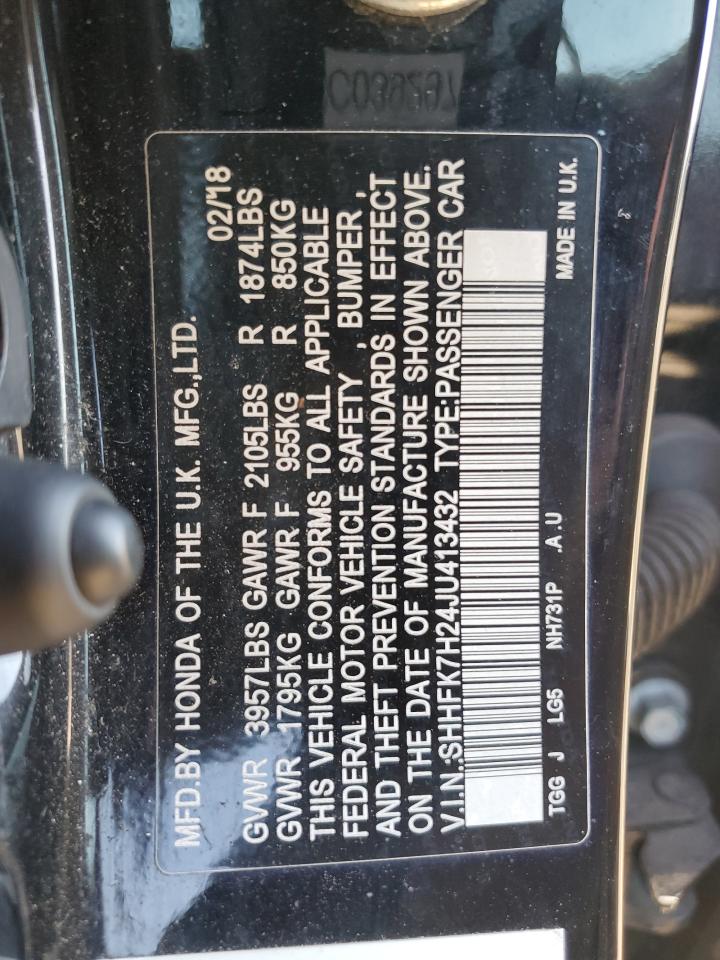 MFD.BY HONDA OF THE U.K. MFG.,LTD.
02/18
GVWR 3957LBS GAWR F 2105LBS R 1874LBS
GVWR 1795KG GAWR F 955KG R 850KG
THIS VEHICLE CONFORMS TO ALL APPLICABLE
FEDERAL MOTOR VEHICLE SAFETY , BUMPER ,
AND THEFT PREVENTION STANDARDS IN EFFECT
ON THE DATE OF MANUFACTURE SHOWN ABOVE.
V.I.N.:SHHFK7H24JU413432 TYPE:PASSENGER CAR
TGG J LG5 NH731P .A.U MADE IN U.K.